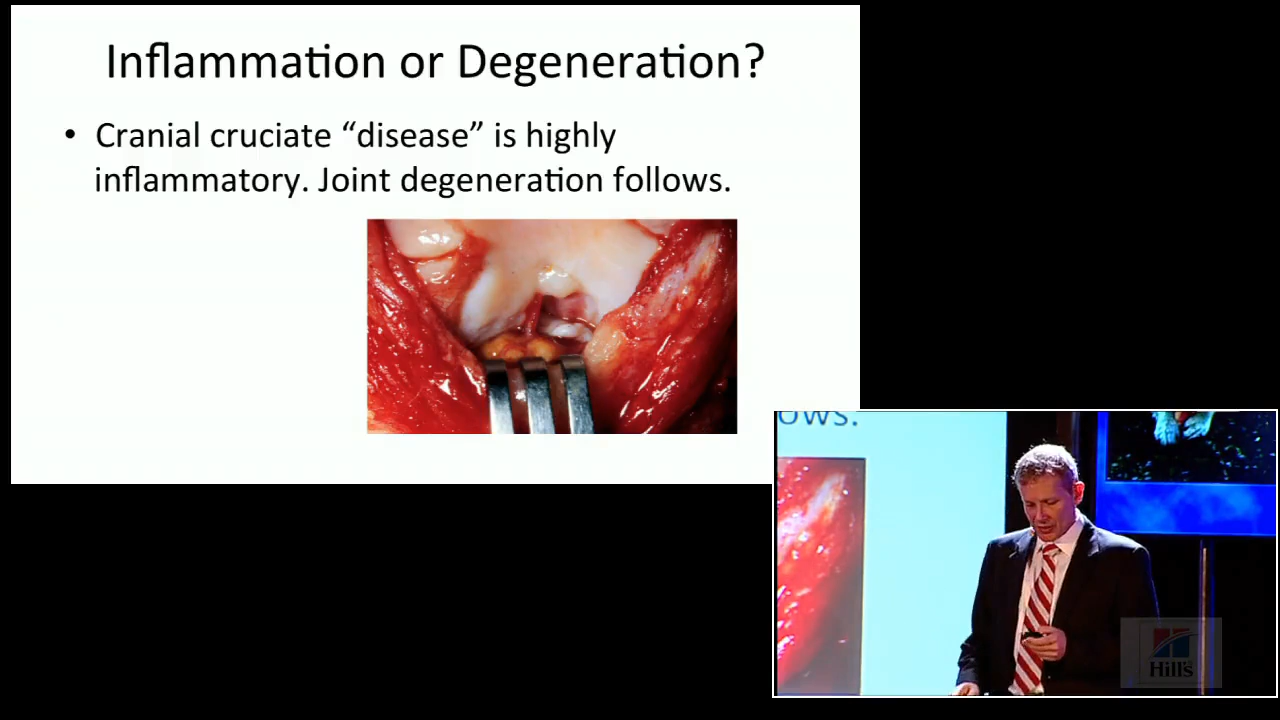 Inflammation or Degeneration?
• Cranial cruciate “disease” is highly
inflammatory. Joint degeneration follows.
ows.
Hill's